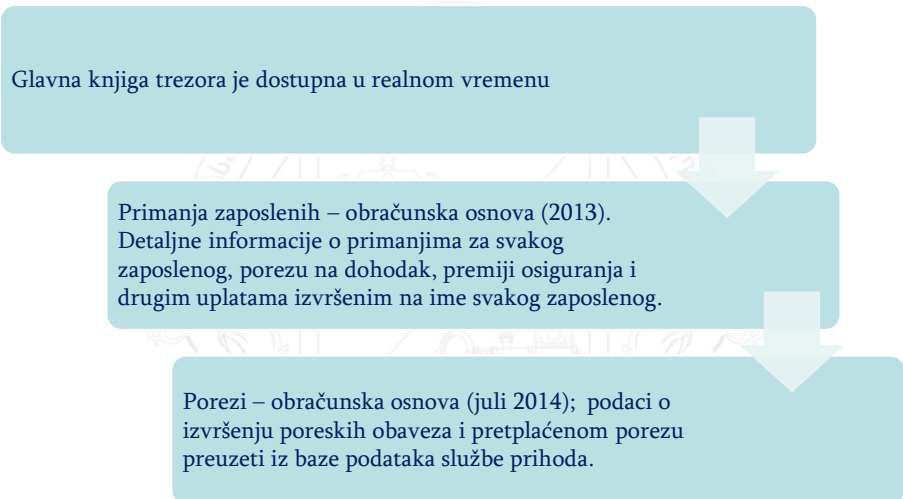 Glavna knjiga trezora je dostupna u realnom vremenu
Primanja zaposlenih – obračunska osnova (2013).
Detaljne informacije o primanjima za svakog
zaposlenog, porezu na dohodak, premiji osiguranja i
drugim uplatama izvršenim na ime svakog zaposlenog.
Porezi – obračunska osnova (juli 2014); podaci o
izvršenju poreskih obaveza i pretplaćenom porezu
preuzeti iz baze podataka službe prihoda.